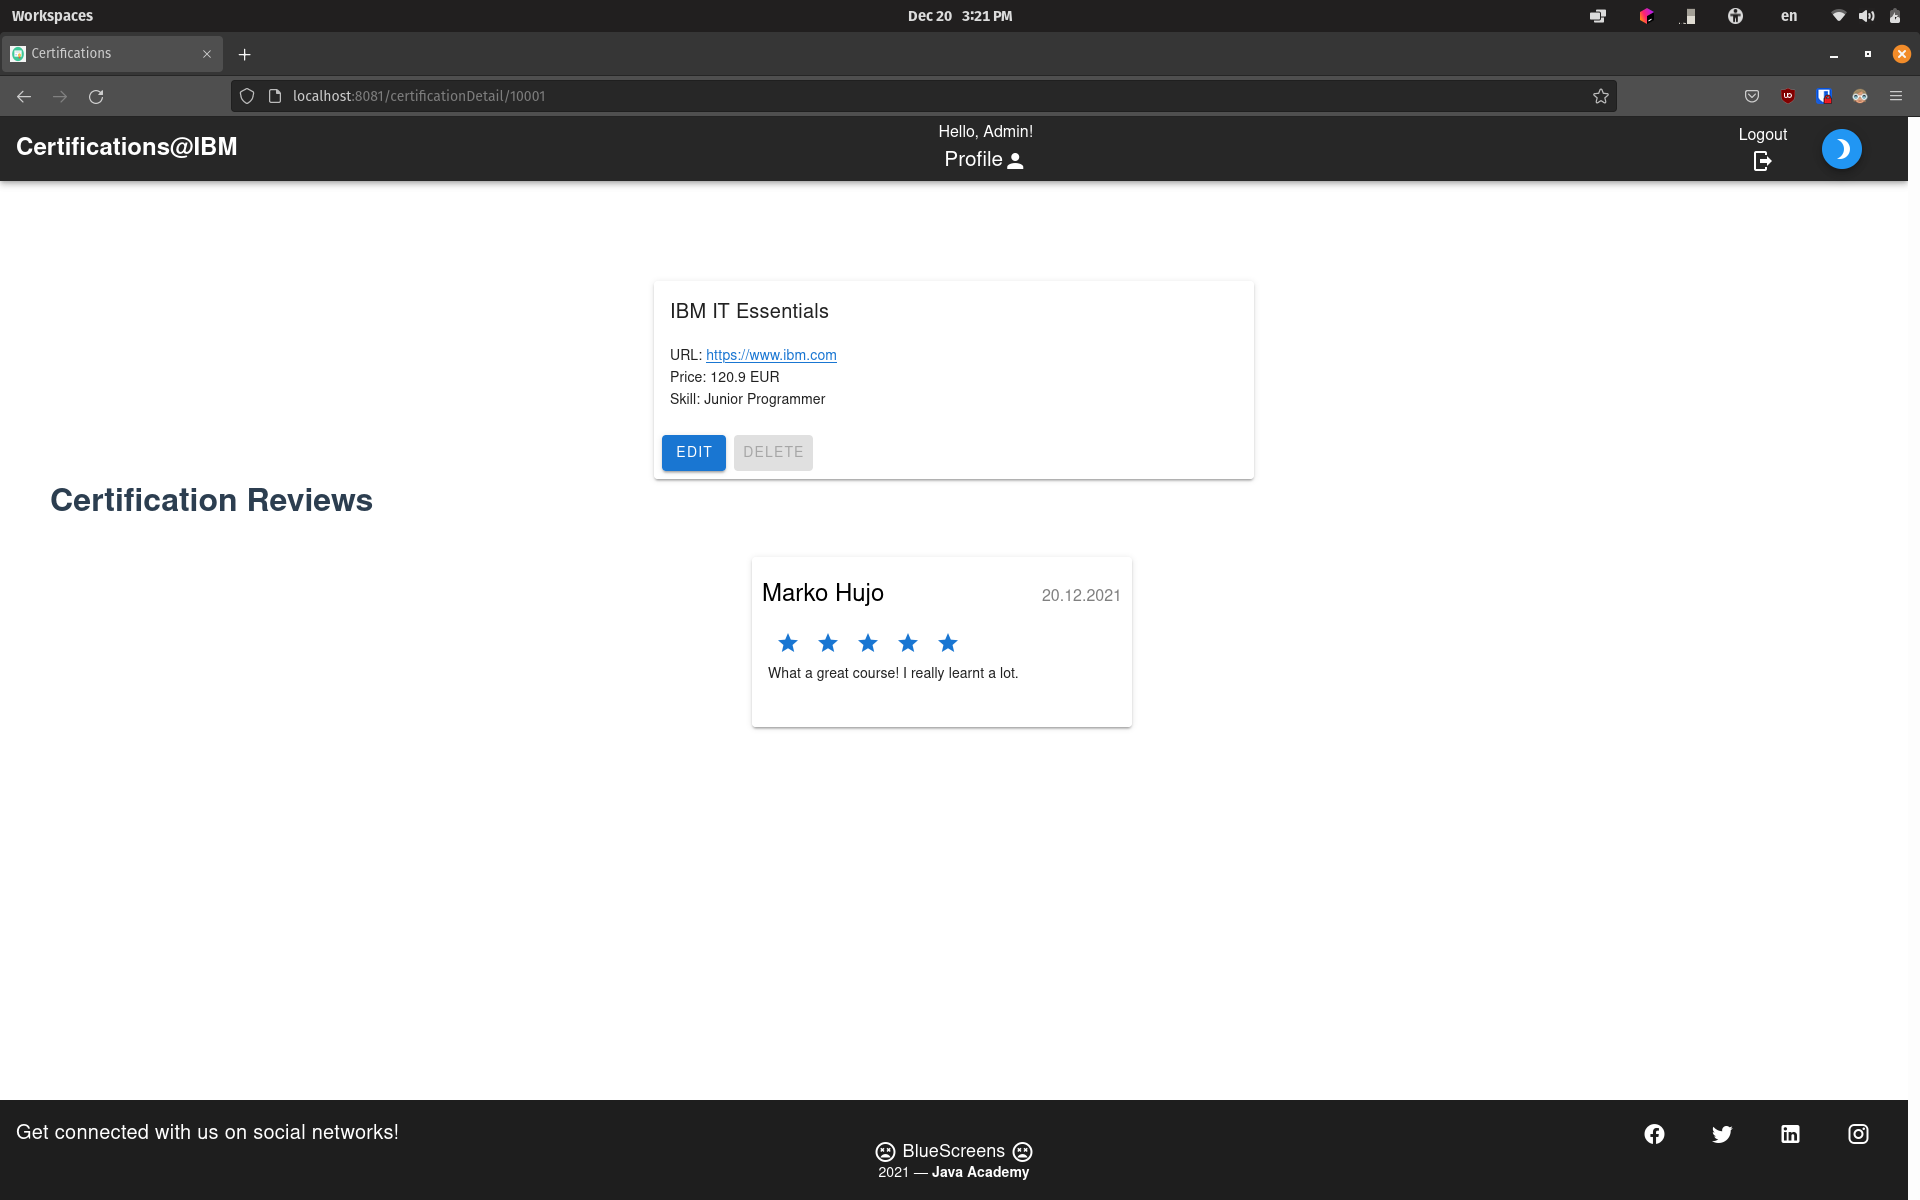 Workspaces
Dec 20 3:21 PM
en
Certifications
localhost:8081/certificationDetail/10001
Certifications@IBM
Hello, Admin!
Profile
Logout
IBM IT Essentials
URL: https://www.ibm.com
Price: 120.9 EUR
Skill: Junior Programmer
EDIT
DELETE
Certification Reviews
Marko Hujo
20.12.2021
What a great course! I really learnt a lot.
Get connected with us on social networks!
BlueScreens
2021 — Java Academy